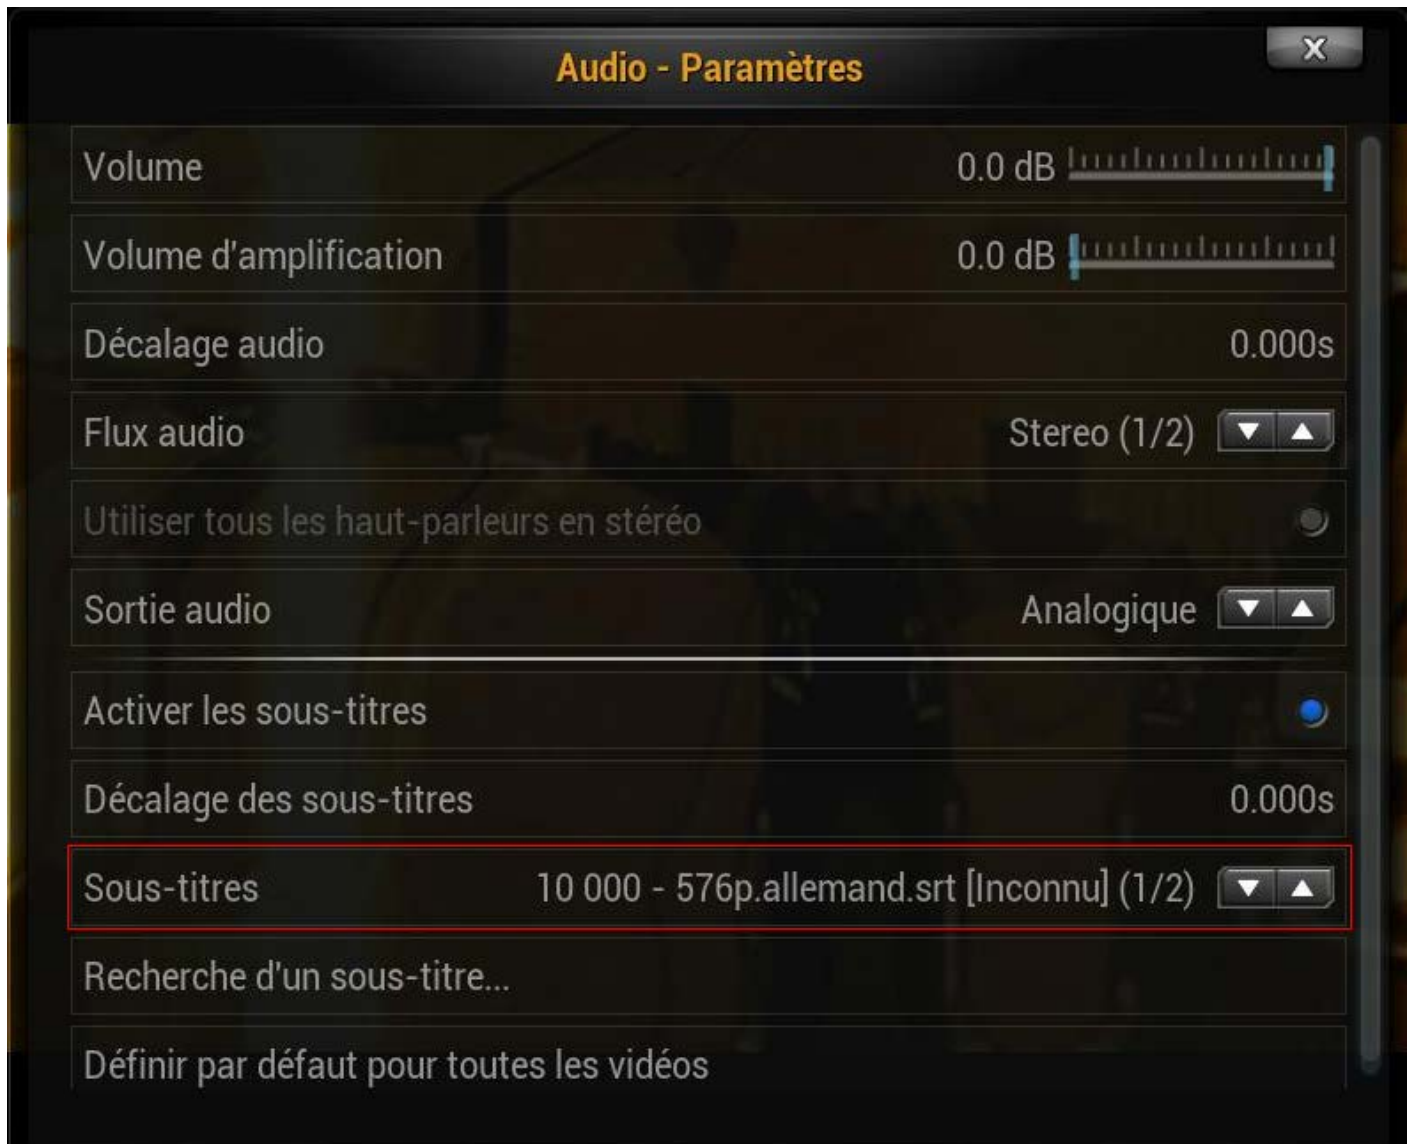 Audio - Paramètres
X
Volume 0.0 dB
Volume d'amplification 0.0 dB
Décalage audio 0.000s
Flux audio Stereo (1/2)
Utiliser tous les haut-parleurs en stéréo
Sortie audio Analogique
Activer les sous-titres
Décalage des sous-titres 0.000s
Sous-titres 10 000 - 576p.allemand.srt [Inconnu] (1/2)
Recherche d'un sous-titre...
Définir par défaut pour toutes les vidéos